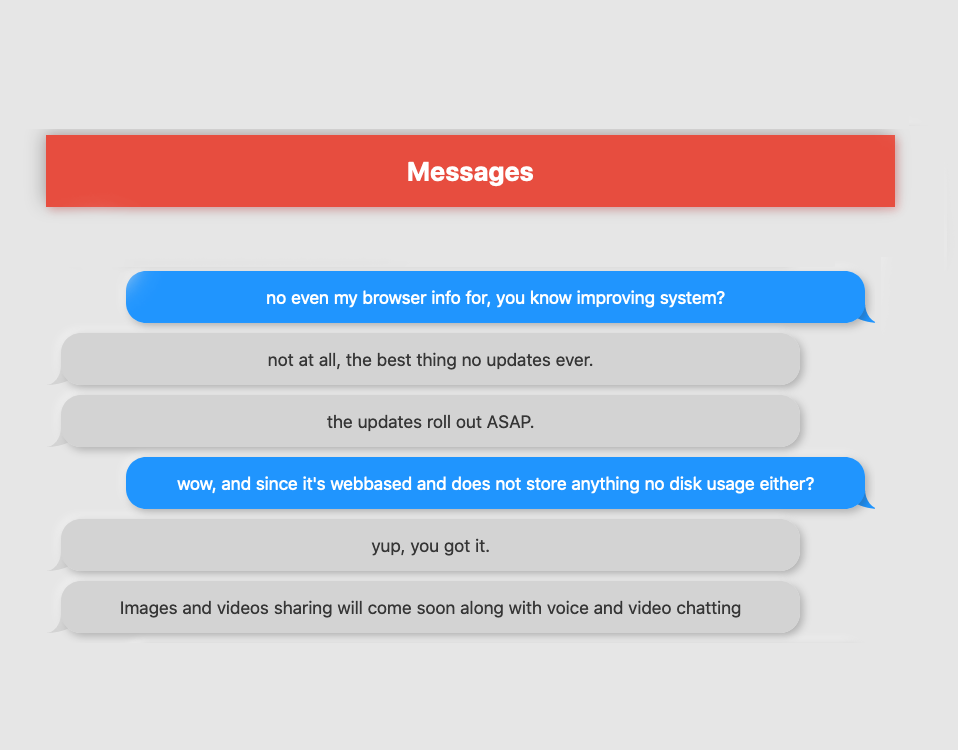 Messages
no even my browser info for, you know improving system?
not at all, the best thing no updates ever.
the updates roll out ASAP.
wow, and since it's webbased and does not store anything no disk usage either?
yup, you got it.
Images and videos sharing will come soon along with voice and video chatting